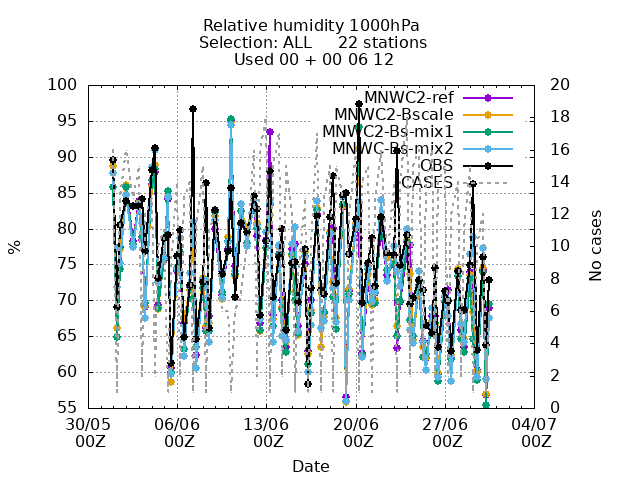 Relative humidity 1000hPa
Selection: ALL 22 stations
Used 00 + 00 06 12
100
95
90
85
80
75
70
65
60
55
%
20
18
16
14
12
10
8
6
4
2
0
No cases
MNWC2-ref
MNWC2-Bscale
MNWC2-Bs-mix1
MNWC-Bs-mix2
OBS
CASES
30/05 06/06 13/06 20/06 27/06 04/07
00Z 00Z 00Z 00Z 00Z 00Z
Date